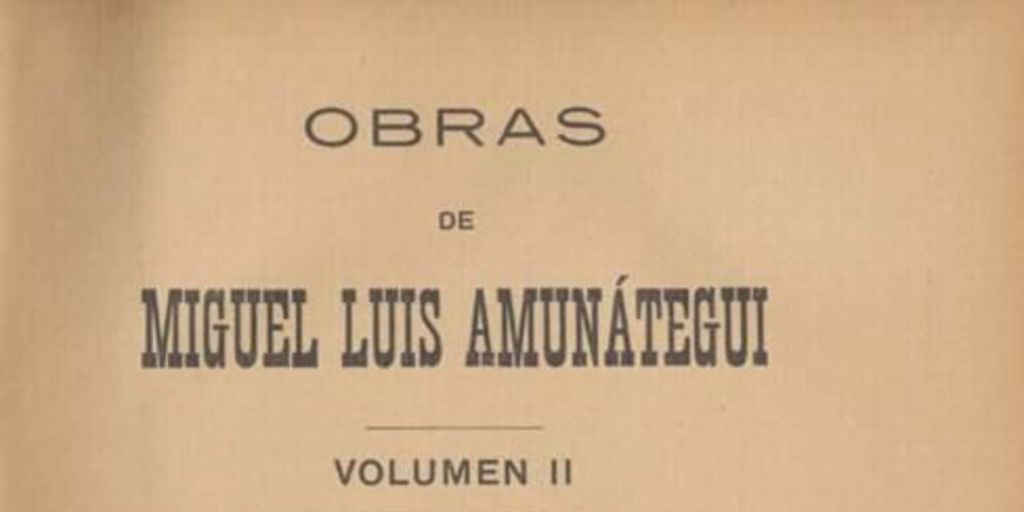 OBRAS
DE
MIGUEL LUIS AMUNÁTEGUI
VOLUMEN II